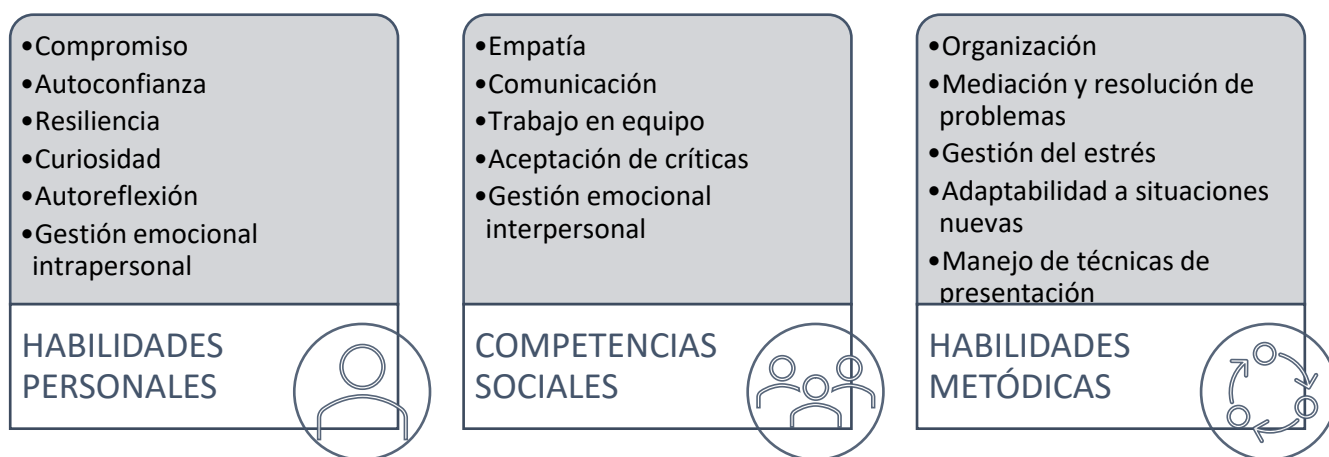 •Compromiso
•Autoconfianza
•Resiliencia
•Curiosidad
•Autoreflexión
•Gestión emocional
intrapersonal
HABILIDADES
PERSONALES
•Empatía
•Comunicación
•Trabajo en equipo
•Aceptación de críticas
•Gestión emocional
interpersonal
COMPETENCIAS
SOCIALES
•Organización
•Mediación y resolución de
problemas
•Gestión del estrés
•Adaptabilidad a situaciones
nuevas
•Manejo de técnicas de
presentación
HABILIDADES
METÓDICAS